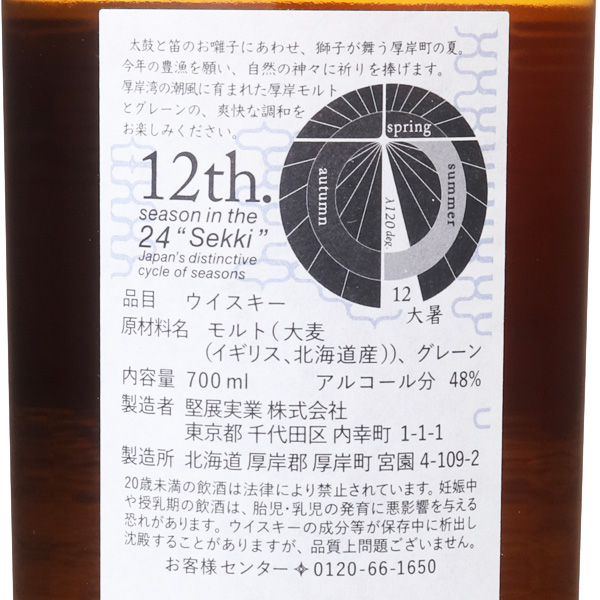 太鼓と笛のお囃子にあわせ、獅子が舞う厚岸町の夏。
今年の豊漁を願い、自然の神々に祈りを捧げます。
厚岸湾の潮風に育まれた厚岸モルト
とグレーンの、爽快な調和を
お楽しみください。
12th.
season in the
24 “Sekki”
Japan's distinctive
cycle of seasons
spring
summer
autumn
λ120 deg.
12
大暑
品目 ウイスキー
原材料名 モルト(大麦
(イギリス、北海道産))、グレーン
内容量 700 ml アルコール分 48%
製造者 堅展実業 株式会社
東京都 千代田区 内幸町 1-1-1
製造所 北海道 厚岸郡 厚岸町 宮園 4-109-2
20歳未満の飲酒は法律により禁止されています。妊娠中
や授乳期の飲酒は、胎児・乳児の発育に悪影響を与える
恐れがあります。ウイスキーの成分等が保存中に析出し
沈殿することがありますが、品質上問題ございません。
お客様センター 0120-66-1650